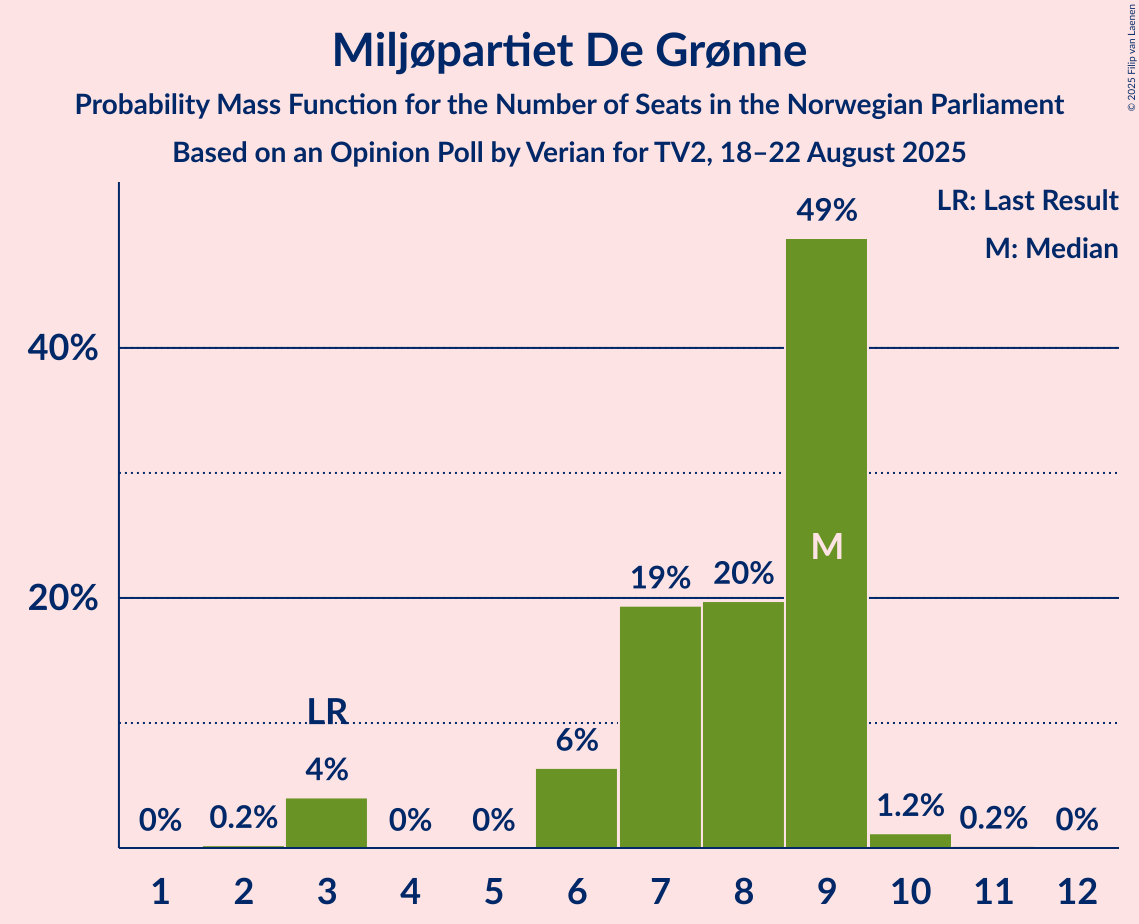 Miljøpartiet De Grønne
Probability Mass Function for the Number of Seats in the Norwegian Parliament
Based on an Opinion Poll by Verian for TV2, 18–22 August 2025
© 2025 Filip van Laenen
LR: Last Result
M: Median
49%
40%
M
19%
20%
20%
LR
6%
4%
0%
0.2%
0%
0%
1.2%
0.2%
0%
1 2 3 4 5 6 7 8 9 10 11 12